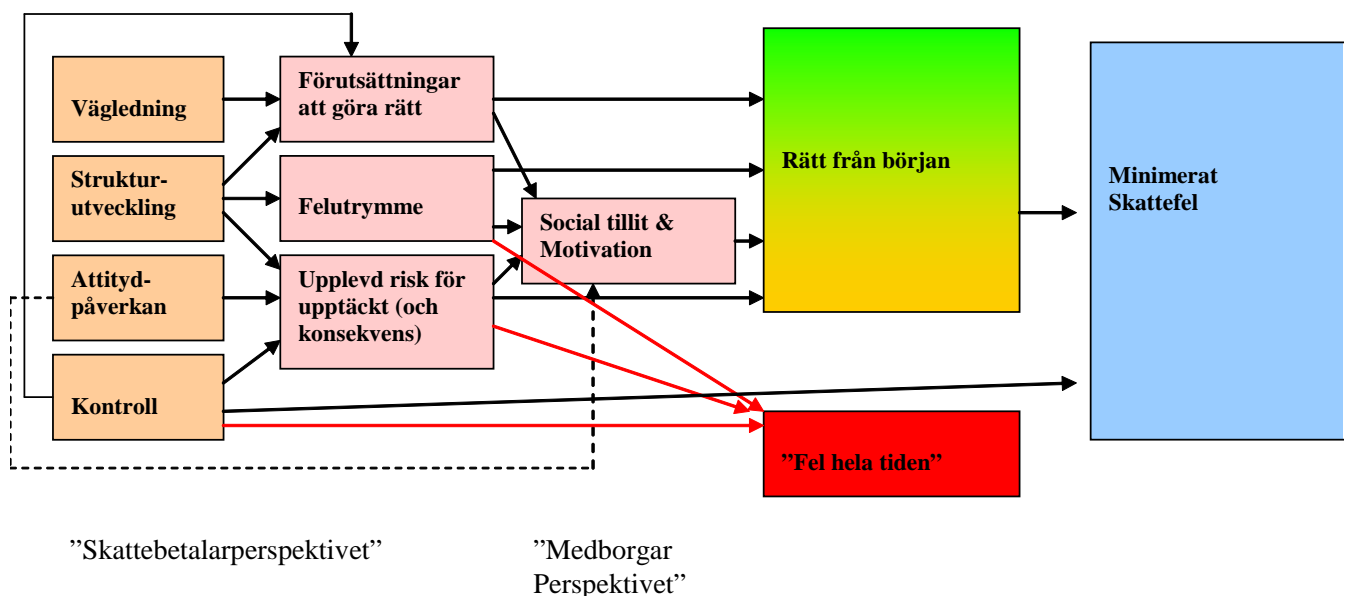 Vägledning
Struktur-
utveckling
Attityd-
påverkan
Kontroll
Förutsättningar
att göra rätt
Felutrymme
Upplevd risk för
upptäckt (och
konsekvens)
Social tillit &
Motivation
Rätt från början
”Fel hela tiden”
Minimerat
Skattefel
”Skattebetalarperspektivet”
”Medborgar
Perspektivet”